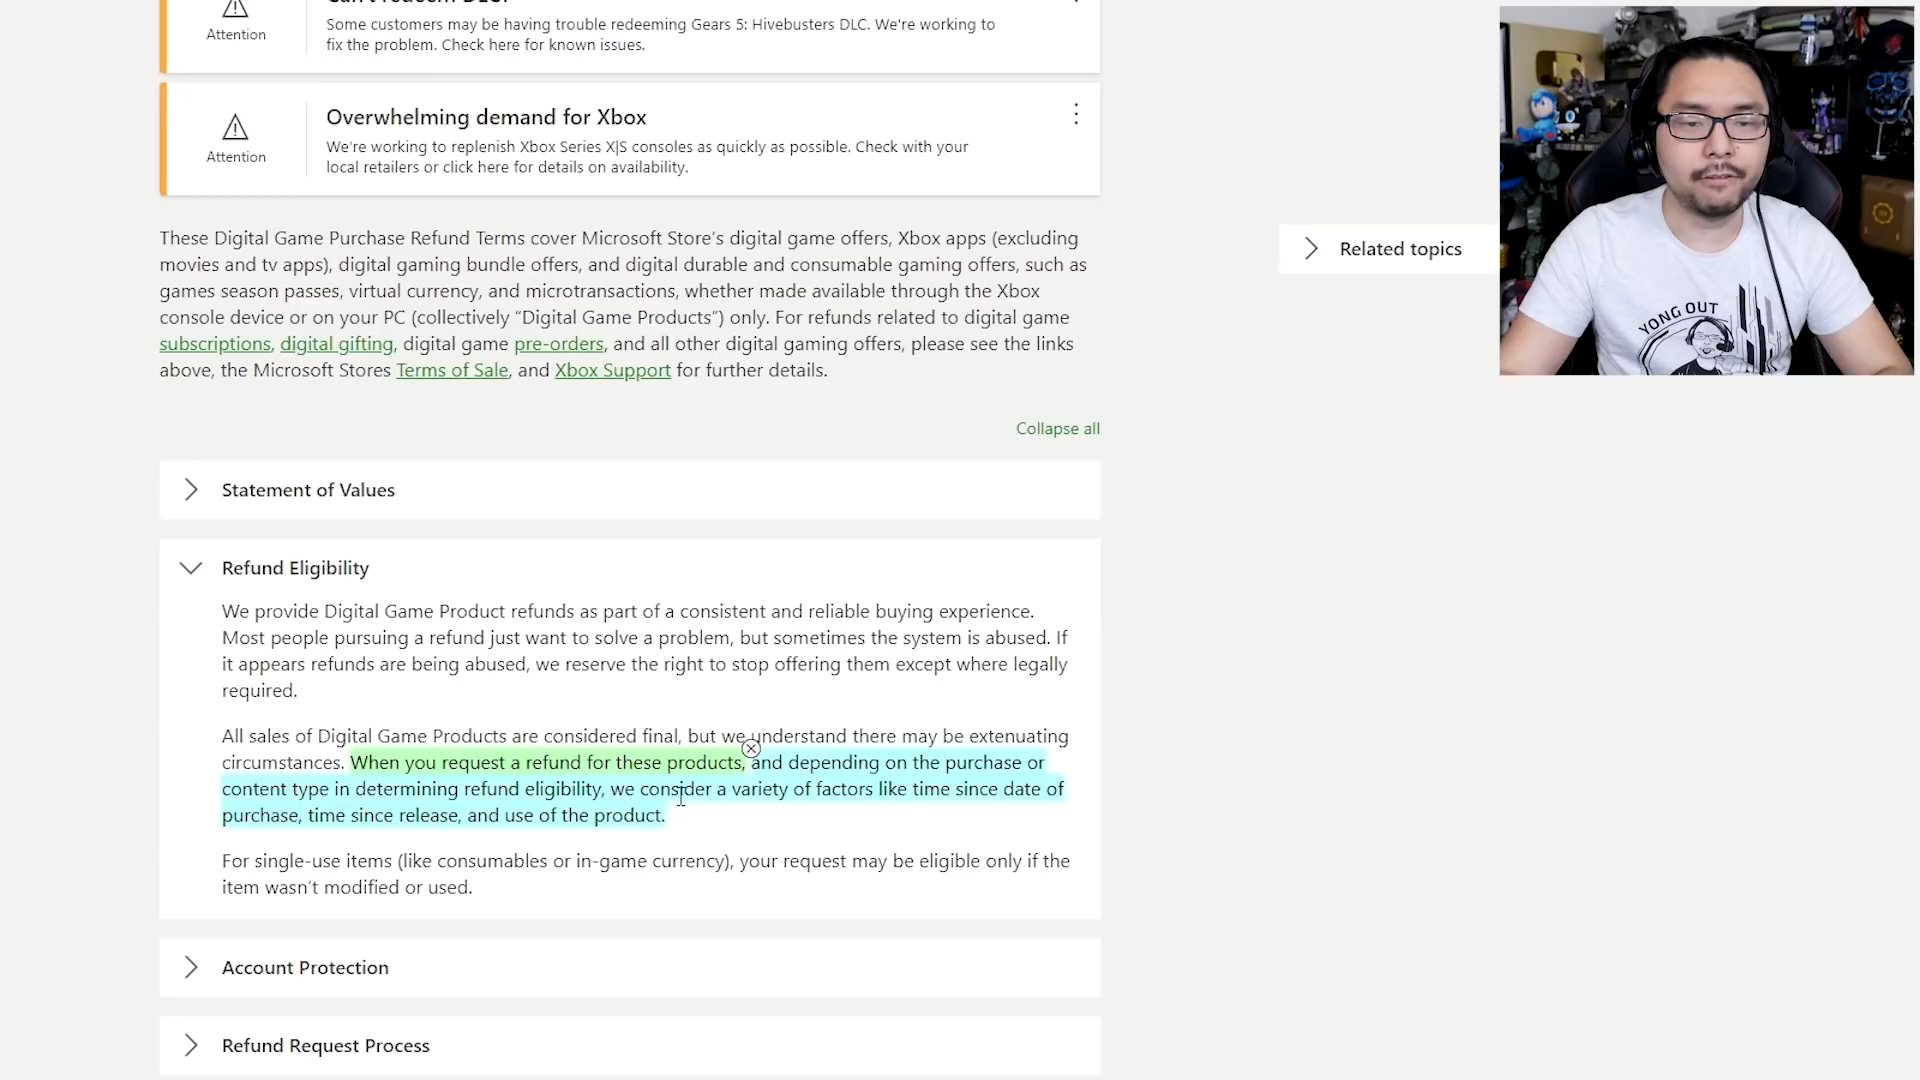 Can't redeem DLC?
Attention
Some customers may be having trouble redeeming Gears 5: Hivebusters DLC. We're working to
fix the problem. Check here for known issues.
Attention
Overwhelming demand for Xbox
We're working to replenish Xbox Series X|S consoles as quickly as possible. Check with your
local retailers or click here for details on availability.
These Digital Game Purchase Refund Terms cover Microsoft Store's digital game offers, Xbox apps (excluding
movies and tv apps), digital gaming bundle offers, and digital durable and consumable gaming offers, such as
games season passes, virtual currency, and microtransactions, whether made available through the Xbox
console device or on your PC (collectively “Digital Game Products”) only. For refunds related to digital game
subscriptions, digital gifting, digital game pre-orders, and all other digital gaming offers, please see the links
above, the Microsoft Stores Terms of Sale, and Xbox Support for further details.
Related topics
YONG OUT
Collapse all
Statement of Values
Refund Eligibility
We provide Digital Game Product refunds as part of a consistent and reliable buying experience.
Most people pursuing a refund just want to solve a problem, but sometimes the system is abused. If
it appears refunds are being abused, we reserve the right to stop offering them except where legally
required.
All sales of Digital Game Products are considered final, but we understand there may be extenuating
circumstances. When you request a refund for these products, and depending on the purchase or
content type in determining refund eligibility, we consider a variety of factors like time since date of
purchase, time since release, and use of the product.
For single-use items (like consumables or in-game currency), your request may be eligible only if the
item wasn't modified or used.
Account Protection
Refund Request Process